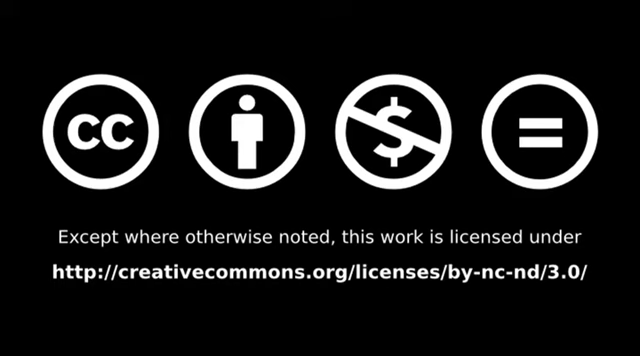 cc
$
=
Except where otherwise noted, this work is licensed under
http://creativecommons.org/licenses/by-nc-nd/3.0/